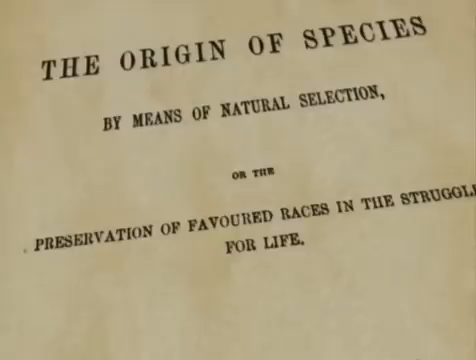 THE ORIGIN OF SPECIES
BY MEANS OF NATURAL SELECTION,
OR THE
PRESERVATION OF FAVOURED RACES IN THE STRUGGLE
FOR LIFE.